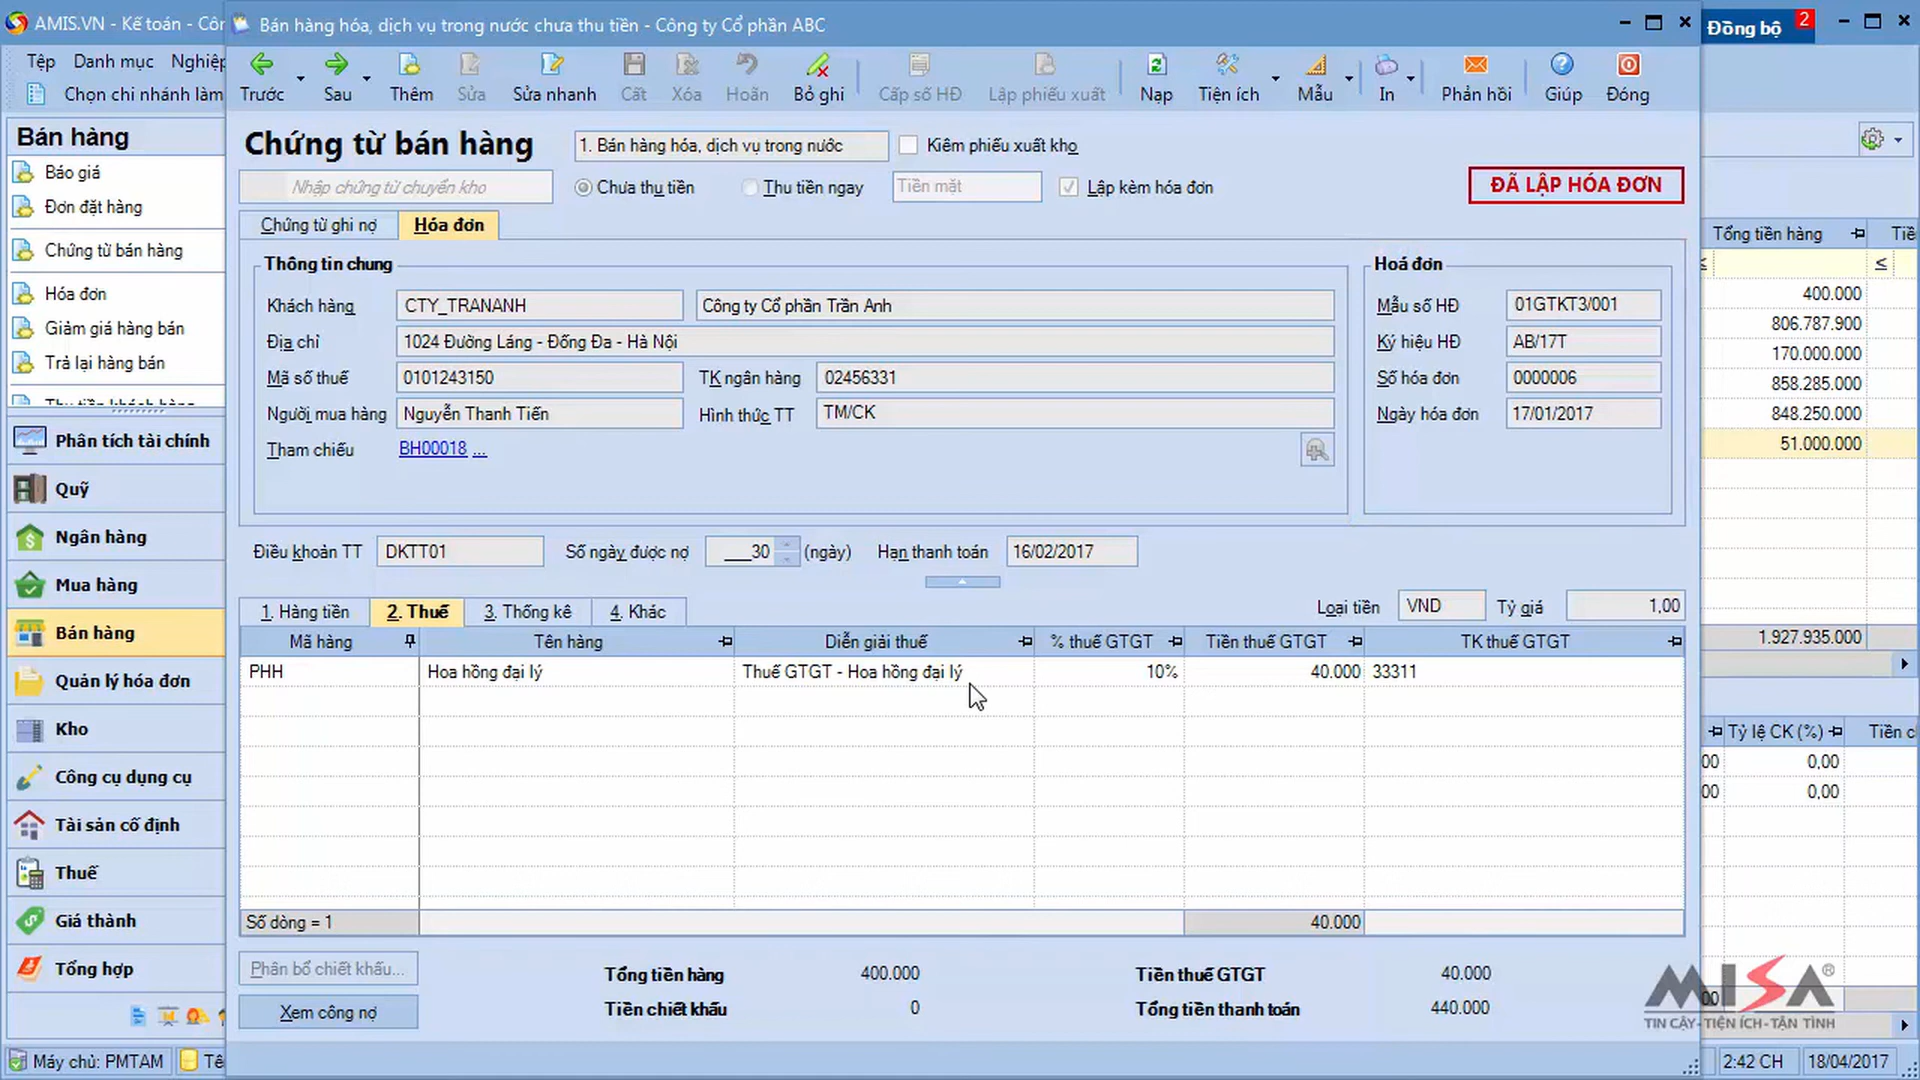 AMIS.VN - Kế toán - Côn
Bán hàng hóa, dịch vụ trong nước chưa thu tiền - Công ty Cổ phần ABC
Đồng bộ 2
Tệp Danh mục Nghiệp
Chọn chi nhánh làm
Trước Sau Thêm Sửa Sửa nhanh Cất Xóa Hoãn Bỏ ghi Cấp số HĐ Lập phiếu xuất Nạp Tiện ích Mẫu In Phản hồi Giúp Đóng
Bán hàng
Báo giá
Đơn đặt hàng
Chứng từ bán hàng
Hóa đơn
Giảm giá hàng bán
Trả lại hàng bán
Thu tiền khách hàng
Phân tích tài chính
Quỹ
Ngân hàng
Mua hàng
Bán hàng
Quản lý hóa đơn
Kho
Công cụ dụng cụ
Tài sản cố định
Thuế
Giá thành
Tổng hợp
Chứng từ bán hàng
1. Bán hàng hóa, dịch vụ trong nước
Kiêm phiếu xuất kho
Nhập chứng từ chuyển kho
Chưa thu tiền Thu tiền ngay Tiền mặt Lập kèm hóa đơn
ĐÃ LẬP HÓA ĐƠN
Chứng từ ghi nợ Hóa đơn
Thông tin chung
Khách hàng CTY_TRANANH Công ty Cổ phần Trần Anh
Địa chỉ 1024 Đường Láng - Đống Đa - Hà Nội
Mã số thuế 0101243150 TK ngân hàng 02456331
Người mua hàng Nguyễn Thanh Tiến Hình thức TT TM/CK
Tham chiếu BH00018 ...
Hoá đơn
Mẫu số HĐ 01GTKT3/001
Ký hiệu HĐ AB/17T
Số hóa đơn 0000006
Ngày hóa đơn 17/01/2017
Điều khoản TT DKTT01 Số ngày được nợ ___30 (ngày) Hạn thanh toán 16/02/2017
1. Hàng tiền 2. Thuế 3. Thống kê 4. Khác
Loại tiền VND Tỷ giá 1,00
Mã hàng Tên hàng Diễn giải thuế % thuế GTGT Tiền thuế GTGT TK thuế GTGT
PHH Hoa hồng đại lý Thuế GTGT - Hoa hồng đại lý 10% 40.000 33311
Số dòng = 1 40.000
Phân bổ chiết khấu...
Xem công nợ
Tổng tiền hàng 400.000 Tiền thuế GTGT 40.000
Tiền chiết khấu 0 Tổng tiền thanh toán 440.000
Tổng tiền hàng
≤ ≤
400.000
806.787.900
170.000.000
858.285.000
848.250.000
51.000.000
1.927.935.000
Tỷ lệ CK (%)
00 0,00
00 0,00
00
MISA®
TIN CẬY-TIỆN ÍCH-TẬN TÌNH
Máy chủ: PMTAM
2:42 CH 18/04/2017